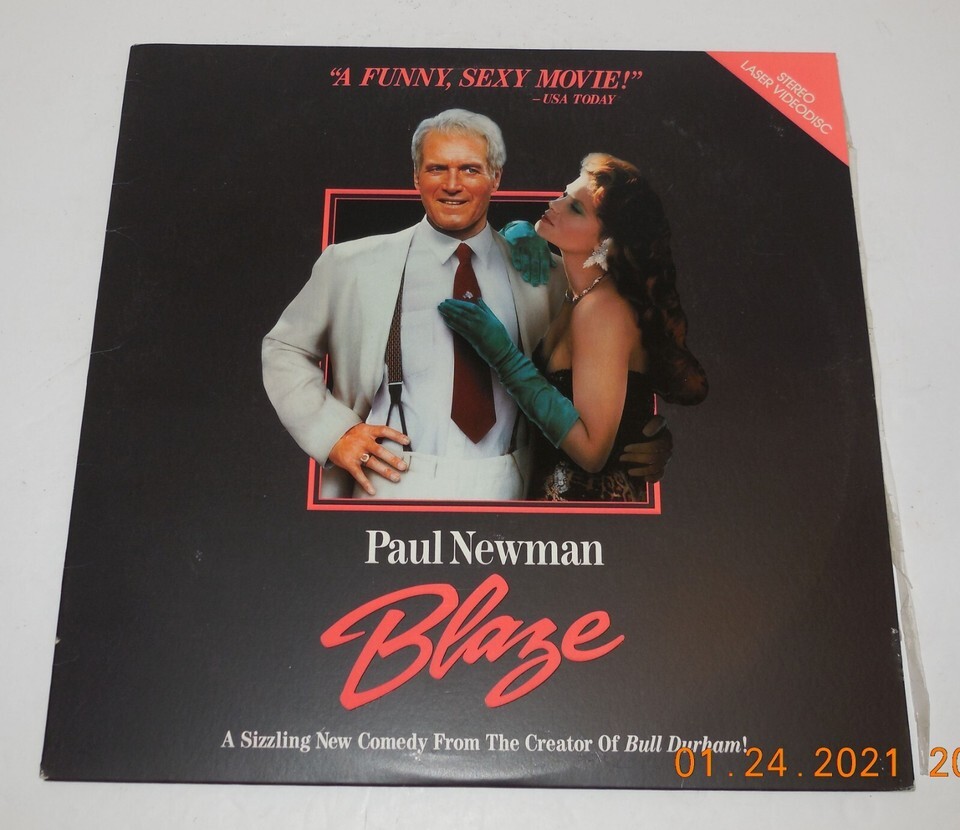 "A FUNNY, SEXY MOVIE!"
–USA TODAY
STEREO
LASER VIDEODISC
Paul Newman
Blaze
A Sizzling New Comedy From The Creator Of Bull Durham!
01.24.2021 20